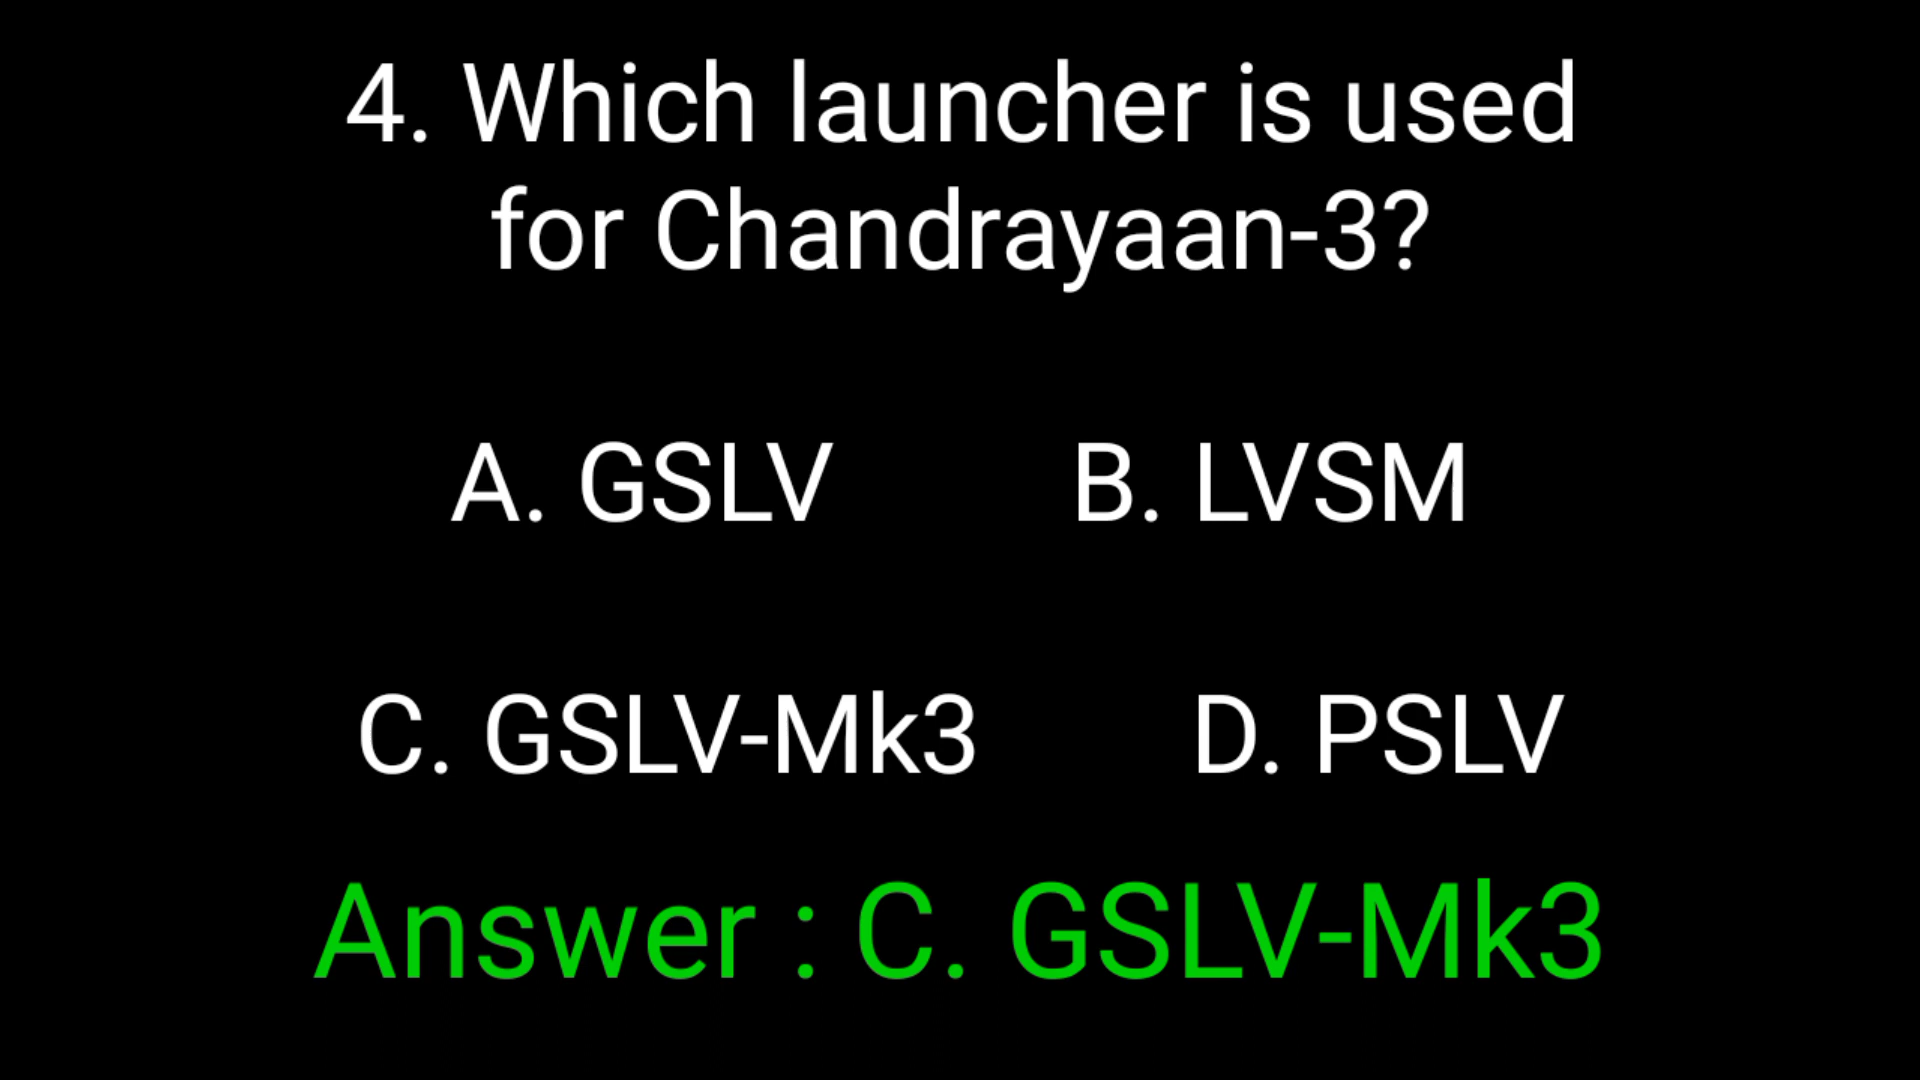 4. Which launcher is used
for Chandrayaan-3?
A. GSLV B. LVSM
C. GSLV-Mk3 D. PSLV
Answer : C. GSLV-Mk3